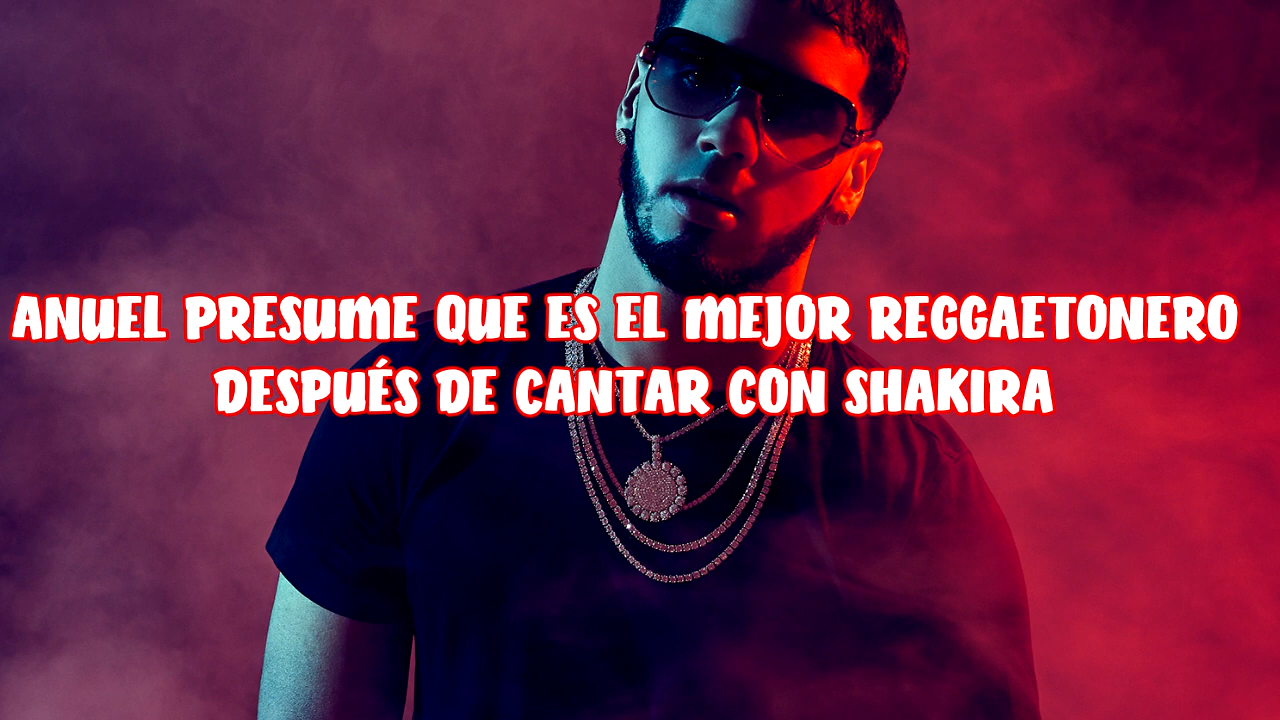 ANUEL PRESUME QUE ES EL MEJOR REGGAETONERO
DESPUÉS DE CANTAR CON SHAKIRA